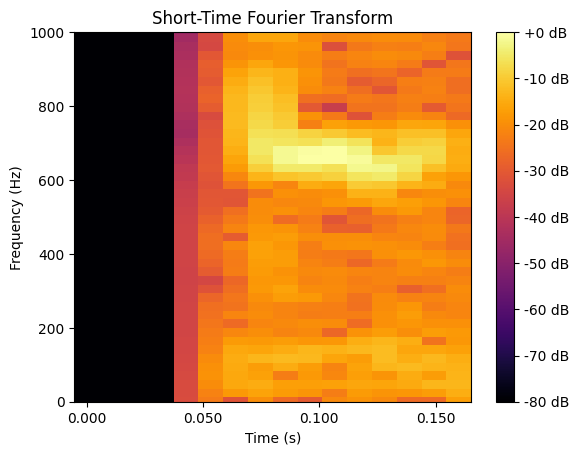 Short-Time Fourier Transform
1000
800
600
400
200
0
Frequency (Hz)
0.000
0.050
0.100
0.150
Time (s)
+0 dB
-10 dB
-20 dB
-30 dB
-40 dB
-50 dB
-60 dB
-70 dB
-80 dB